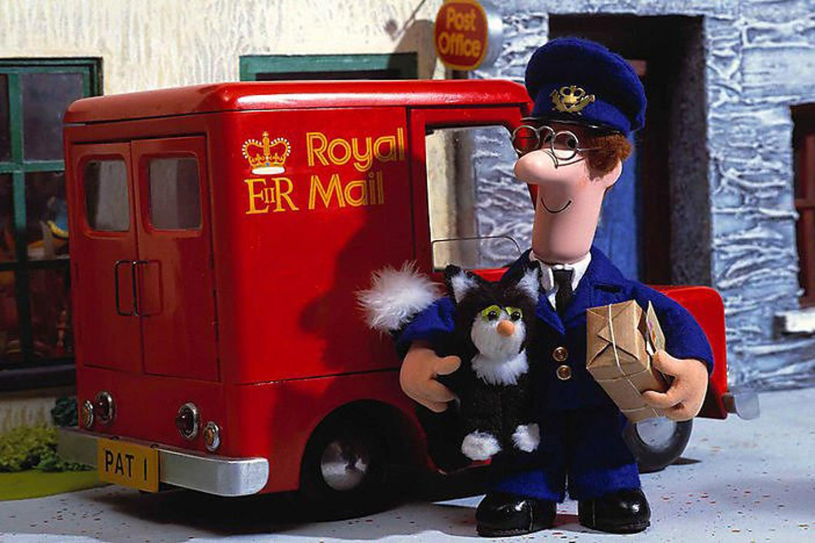 Post
Office
Royal
EIIR Mail
PAT 1